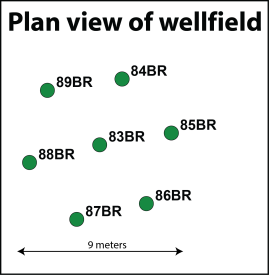 Plan view of wellfield
84BR
89BR
85BR
83BR
88BR
86BR
87BR
9 meters